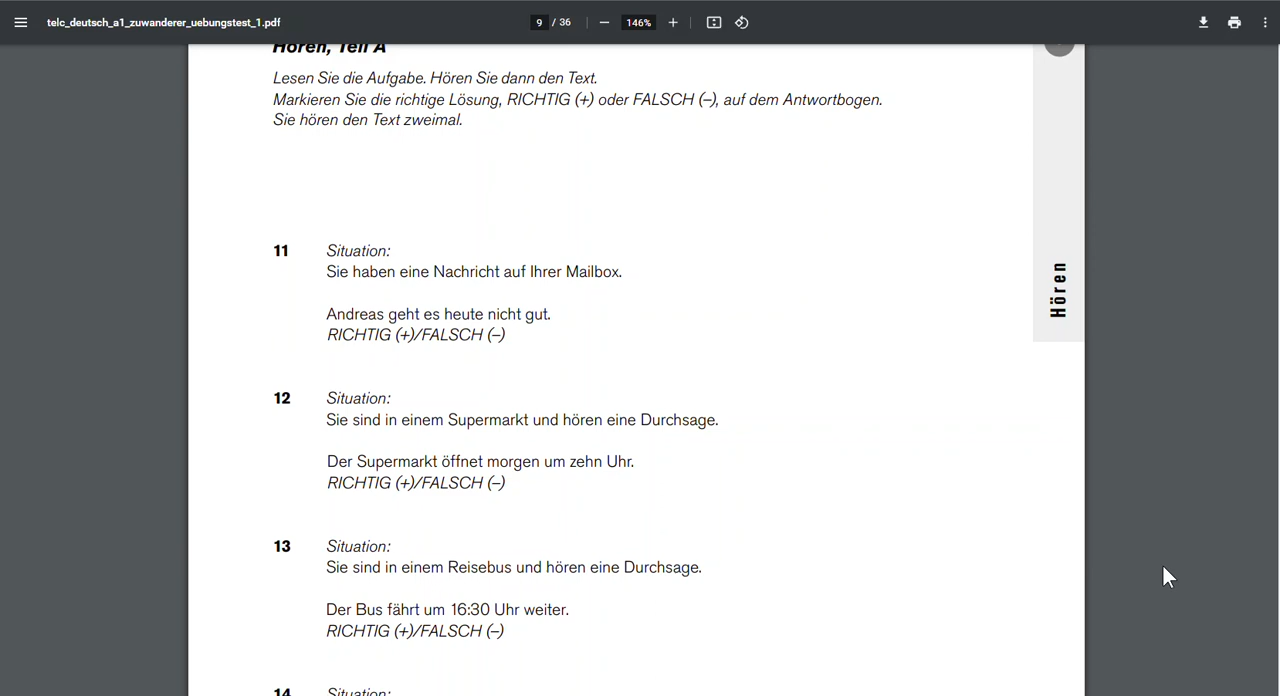 telc_deutsch_a1_zuwanderer_uebungstest_1.pdf
9 / 36
146%
Hören, Teil A
Lesen Sie die Aufgabe. Hören Sie dann den Text.
Markieren Sie die richtige Lösung, RICHTIG (+) oder FALSCH (–), auf dem Antwortbogen.
Sie hören den Text zweimal.
Hören
11 Situation:
Sie haben eine Nachricht auf Ihrer Mailbox.
Andreas geht es heute nicht gut.
RICHTIG (+)/FALSCH (–)
12 Situation:
Sie sind in einem Supermarkt und hören eine Durchsage.
Der Supermarkt öffnet morgen um zehn Uhr.
RICHTIG (+)/FALSCH (–)
13 Situation:
Sie sind in einem Reisebus und hören eine Durchsage.
Der Bus fährt um 16:30 Uhr weiter.
RICHTIG (+)/FALSCH (–)
14 Situation: